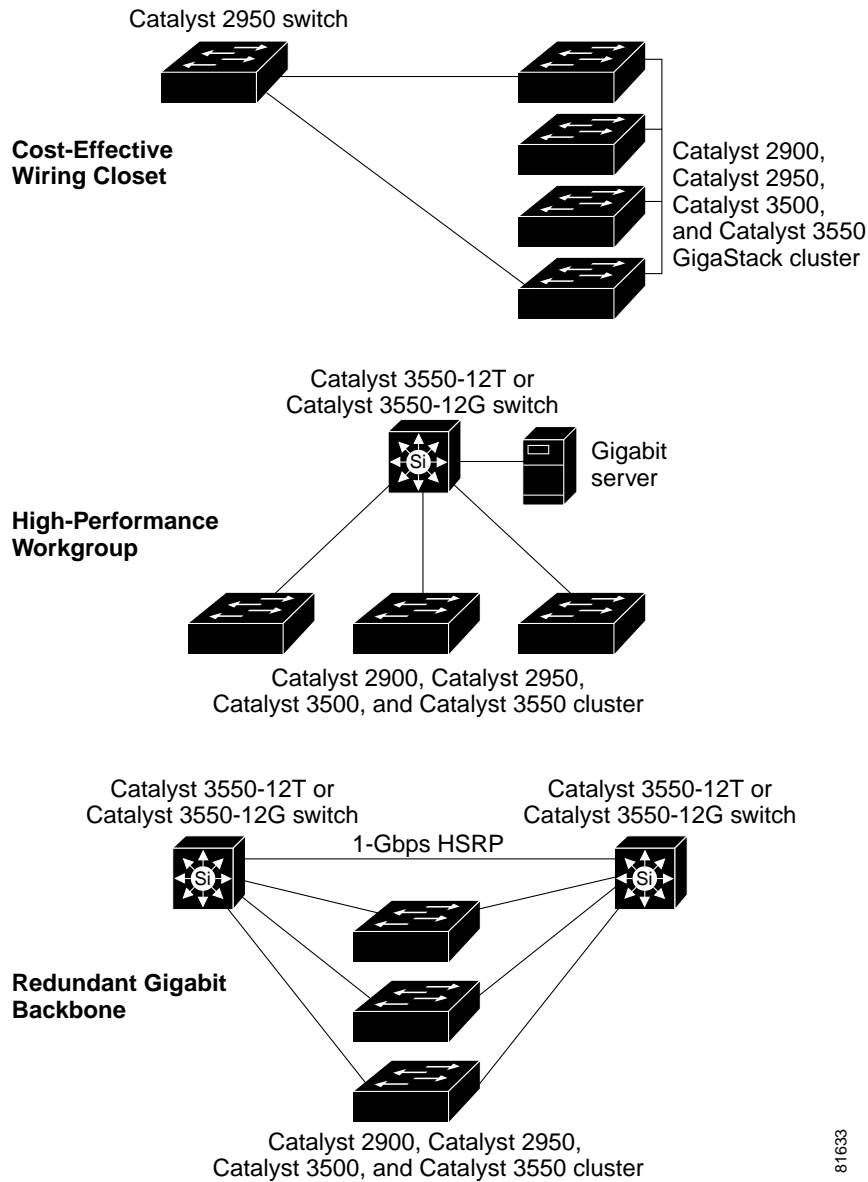 Catalyst 2950 switch
Cost-Effective
Wiring Closet
Catalyst 2900,
Catalyst 2950,
Catalyst 3500,
and Catalyst 3550
GigaStack cluster
Catalyst 3550-12T or
Catalyst 3550-12G switch
Si
Gigabit
server
High-Performance
Workgroup
Catalyst 2900, Catalyst 2950,
Catalyst 3500, and Catalyst 3550 cluster
Catalyst 3550-12T or
Catalyst 3550-12G switch
Catalyst 3550-12T or
Catalyst 3550-12G switch
1-Gbps HSRP
Si
Si
Redundant Gigabit
Backbone
Catalyst 2900, Catalyst 2950,
Catalyst 3500, and Catalyst 3550 cluster
81633